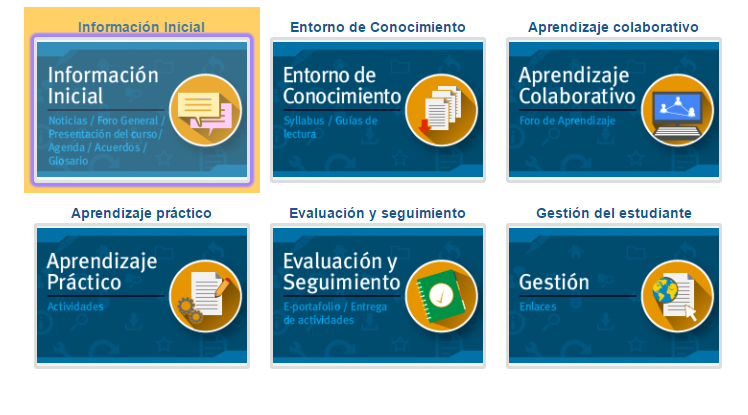 Información Inicial
Entorno de Conocimiento
Aprendizaje colaborativo
Información
Inicial
Noticias / Foro General /
Presentación del curso/
Agenda / Acuerdos /
Glosario
Entorno de
Conocimiento
Syllabus / Guías de
lectura
Aprendizaje
Colaborativo
Foro de Aprendizaje
Aprendizaje práctico
Evaluación y seguimiento
Gestión del estudiante
Aprendizaje
Práctico
Actividades
Evaluación y
Seguimiento
E-portafolio / Entrega
de actividades
Gestión
Enlaces